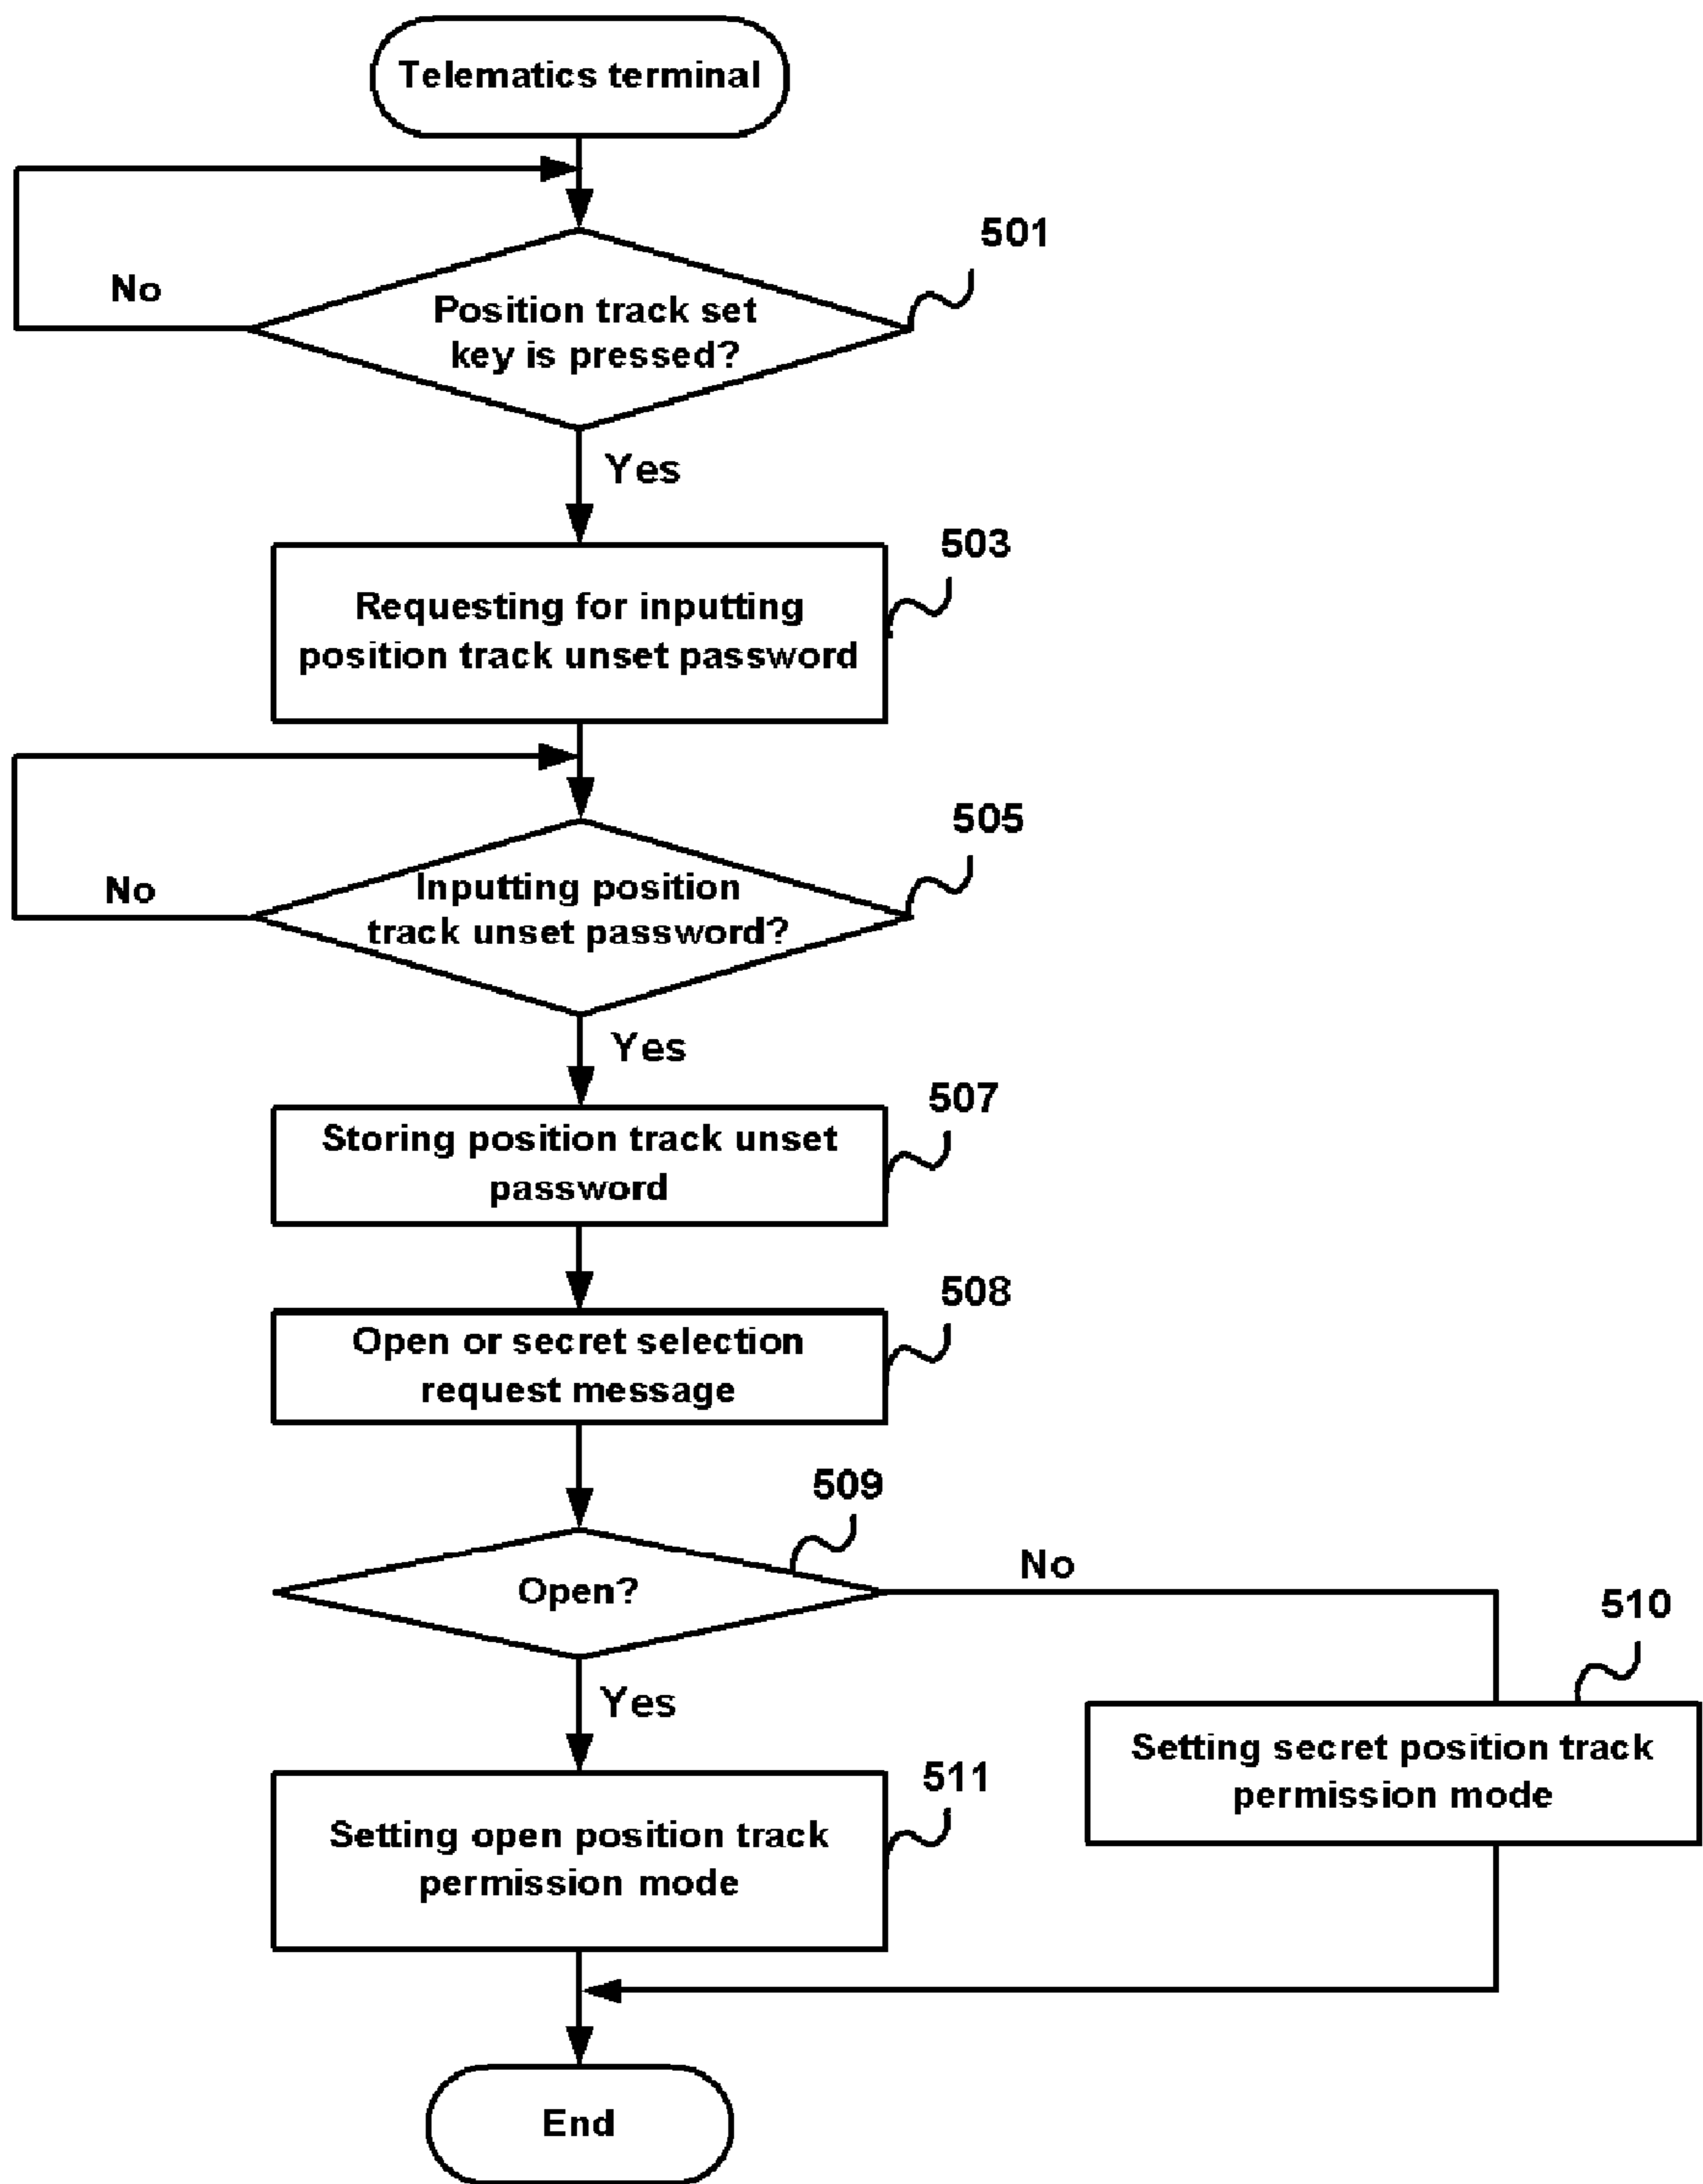 Telematics terminal
501
No
Position track set
key is pressed?
Yes
503
Requesting for inputting
position track unset password
505
No
Inputting position
track unset password?
Yes
507
Storing position track unset
password
508
Open or secret selection
request message
509
Open?
No
510
Yes
Setting secret position track
permission mode
511
Setting open position track
permission mode
End